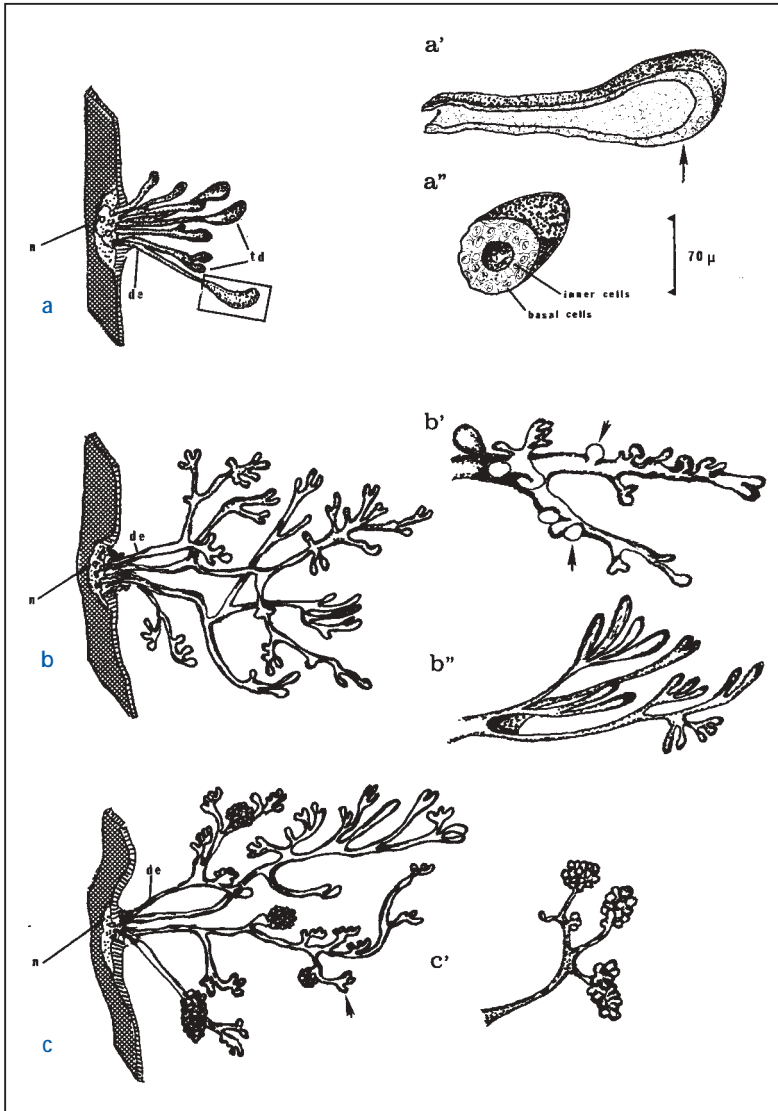 a'
a"
70 μ
inner cells
basal cells
n
td
de
a
b'
de
n
b
b"
de
n
c'
c